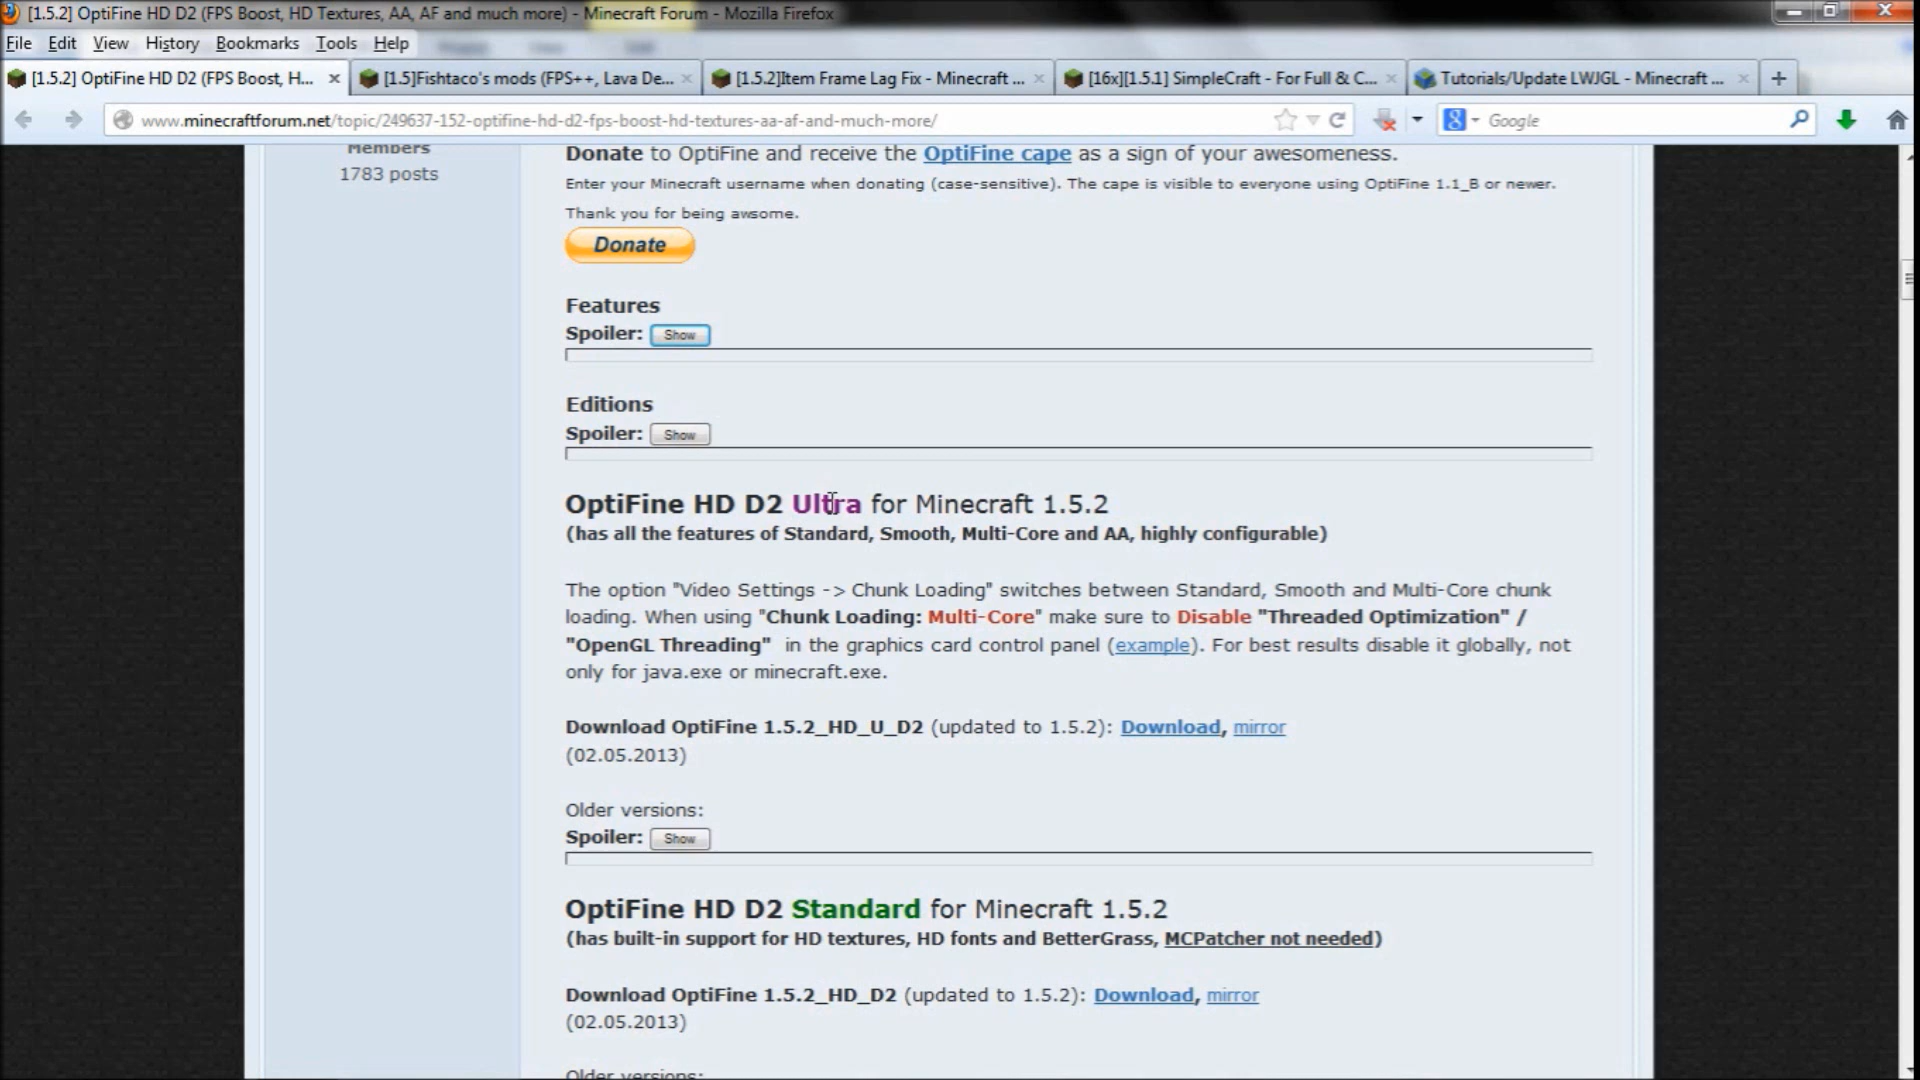 [1.5.2] OptiFine HD D2 (FPS Boost, HD Textures, AA, AF and much more) - Minecraft Forum - Mozilla Firefox
File Edit View History Bookmarks Tools Help
[1.5.2] OptiFine HD D2 (FPS Boost, H... [1.5]Fishtaco's mods (FPS++, Lava De... [1.5.2]Item Frame Lag Fix - Minecraft ... [16x][1.5.1] SimpleCraft - For Full & C... Tutorials/Update LWJGL - Minecraft ...
www.minecraftforum.net/topic/249637-152-optifine-hd-d2-fps-boost-hd-textures-aa-af-and-much-more/ Google
Members
1783 posts
Donate to OptiFine and receive the OptiFine cape as a sign of your awesomeness.
Enter your Minecraft username when donating (case-sensitive). The cape is visible to everyone using OptiFine 1.1_B or newer.
Thank you for being awsome.
Donate
Features
Spoiler: Show
Editions
Spoiler: Show
OptiFine HD D2 Ultra for Minecraft 1.5.2
(has all the features of Standard, Smooth, Multi-Core and AA, highly configurable)
The option "Video Settings -> Chunk Loading" switches between Standard, Smooth and Multi-Core chunk
loading. When using "Chunk Loading: Multi-Core" make sure to Disable "Threaded Optimization" /
"OpenGL Threading" in the graphics card control panel (example). For best results disable it globally, not
only for java.exe or minecraft.exe.
Download OptiFine 1.5.2_HD_U_D2 (updated to 1.5.2): Download, mirror
(02.05.2013)
Older versions:
Spoiler: Show
OptiFine HD D2 Standard for Minecraft 1.5.2
(has built-in support for HD textures, HD fonts and BetterGrass, MCPatcher not needed)
Download OptiFine 1.5.2_HD_D2 (updated to 1.5.2): Download, mirror
(02.05.2013)
Older versions: